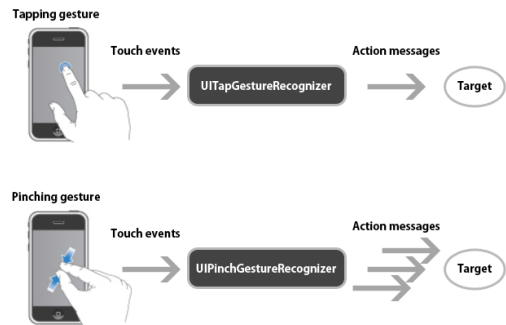 Tapping gesture
Touch events
Action messages
UITapGestureRecognizer
Target
Pinching gesture
Touch events
Action messages
UIPinchGestureRecognizer
Target